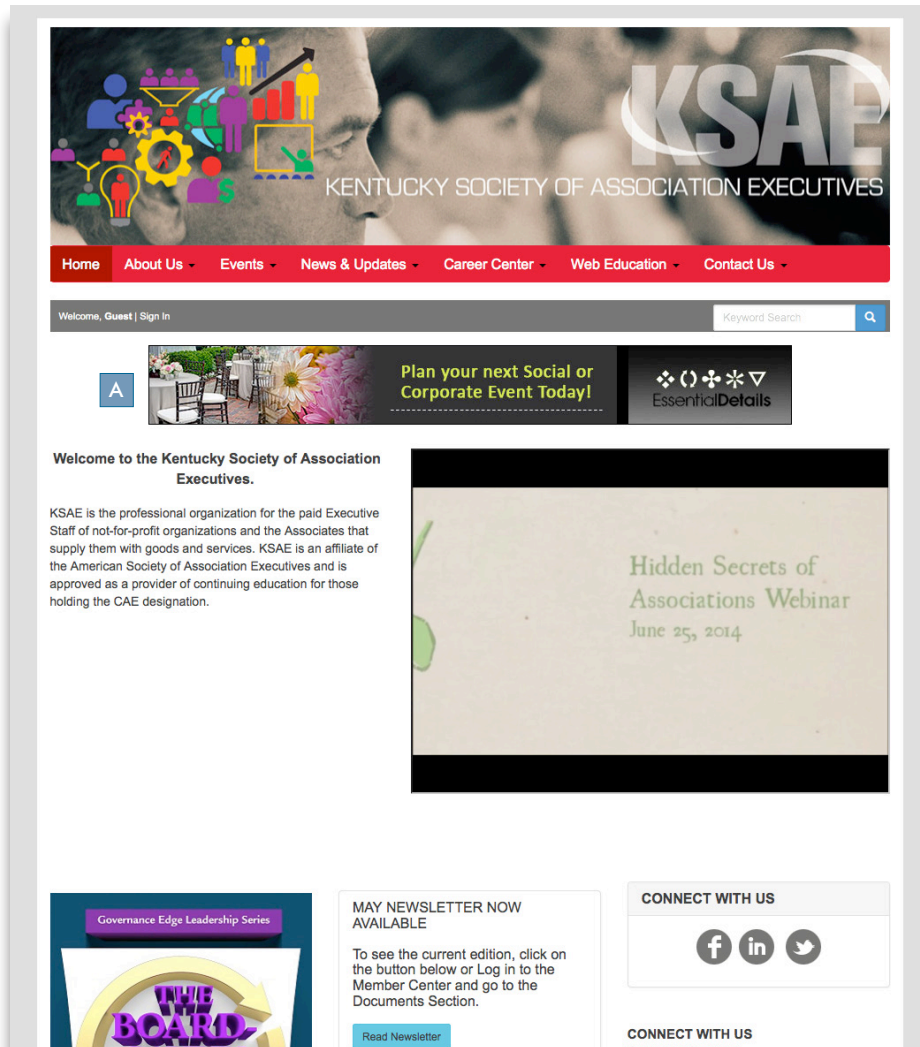 KSAE
KENTUCKY SOCIETY OF ASSOCIATION EXECUTIVES
Home About Us Events News & Updates Career Center Web Education Contact Us
Welcome, Guest | Sign In
Keyword Search
A
Plan your next Social or
Corporate Event Today!
EssentialDetails
Welcome to the Kentucky Society of Association
Executives.
KSAE is the professional organization for the paid Executive
Staff of not-for-profit organizations and the Associates that
supply them with goods and services. KSAE is an affiliate of
the American Society of Association Executives and is
approved as a provider of continuing education for those
holding the CAE designation.
Hidden Secrets of
Associations Webinar
June 25, 2014
Governance Edge Leadership Series
THE
BOARD-
MAY NEWSLETTER NOW
AVAILABLE
To see the current edition, click on
the button below or Log in to the
Member Center and go to the
Documents Section.
Read Newsletter
CONNECT WITH US
f in
CONNECT WITH US